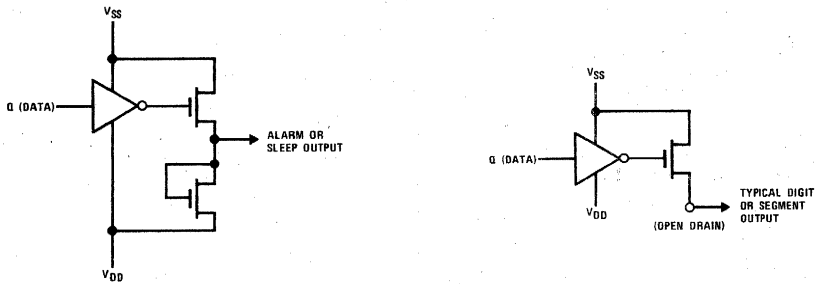 VSS
Q (DATA)
ALARM OR
SLEEP OUTPUT
VDD
VSS
Q (DATA)
VDD
(OPEN DRAIN)
TYPICAL DIGIT
OR SEGMENT
OUTPUT